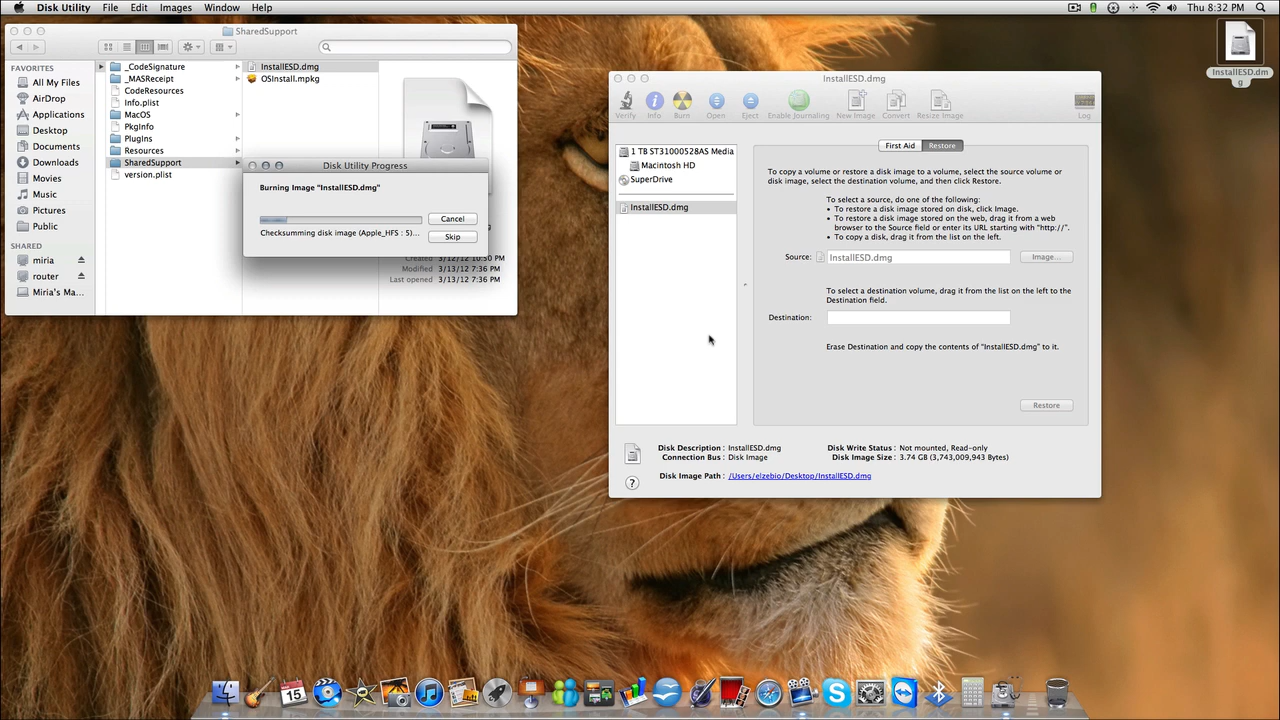 Disk Utility File Edit Images Window Help
Thu 8:32 PM
SharedSupport
FAVORITES
All My Files
AirDrop
Applications
Desktop
Documents
Downloads
Movies
Music
Pictures
Public
SHARED
miria
router
Miria's Ma...
_CodeSignature
_MASReceipt
CodeResources
Info.plist
MacOS
PkgInfo
PlugIns
Resources
SharedSupport
version.plist
InstallESD.dmg
OSInstall.mpkg
Created 3/12/12 10:50 PM
Modified 3/13/12 7:36 PM
Last opened 3/13/12 7:36 PM
Disk Utility Progress
Burning Image "InstallESD.dmg"
Cancel
Checksumming disk image (Apple_HFS : 5)...
Skip
InstallESD.dmg
Verify Info Burn Open Eject Enable Journaling New Image Convert Resize Image Log
1 TB ST31000528AS Media
Macintosh HD
SuperDrive
InstallESD.dmg
First Aid Restore
To copy a volume or restore a disk image to a volume, select the source volume or
disk image, select the destination volume, and then click Restore.
To select a source, do one of the following:
• To restore a disk image stored on disk, click Image.
• To restore a disk image stored on the web, drag it from a web
browser to the Source field or enter its URL starting with "http://".
• To copy a disk, drag it from the list on the left.
Source: InstallESD.dmg Image...
To select a destination volume, drag it from the list on the left to the
Destination field.
Destination:
Erase Destination and copy the contents of "InstallESD.dmg" to it.
Restore
Disk Description : InstallESD.dmg
Connection Bus : Disk Image
Disk Write Status : Not mounted, Read-only
Disk Image Size : 3.74 GB (3,743,009,943 Bytes)
Disk Image Path : /Users/elzebio/Desktop/InstallESD.dmg
?
InstallESD.dm
g
15